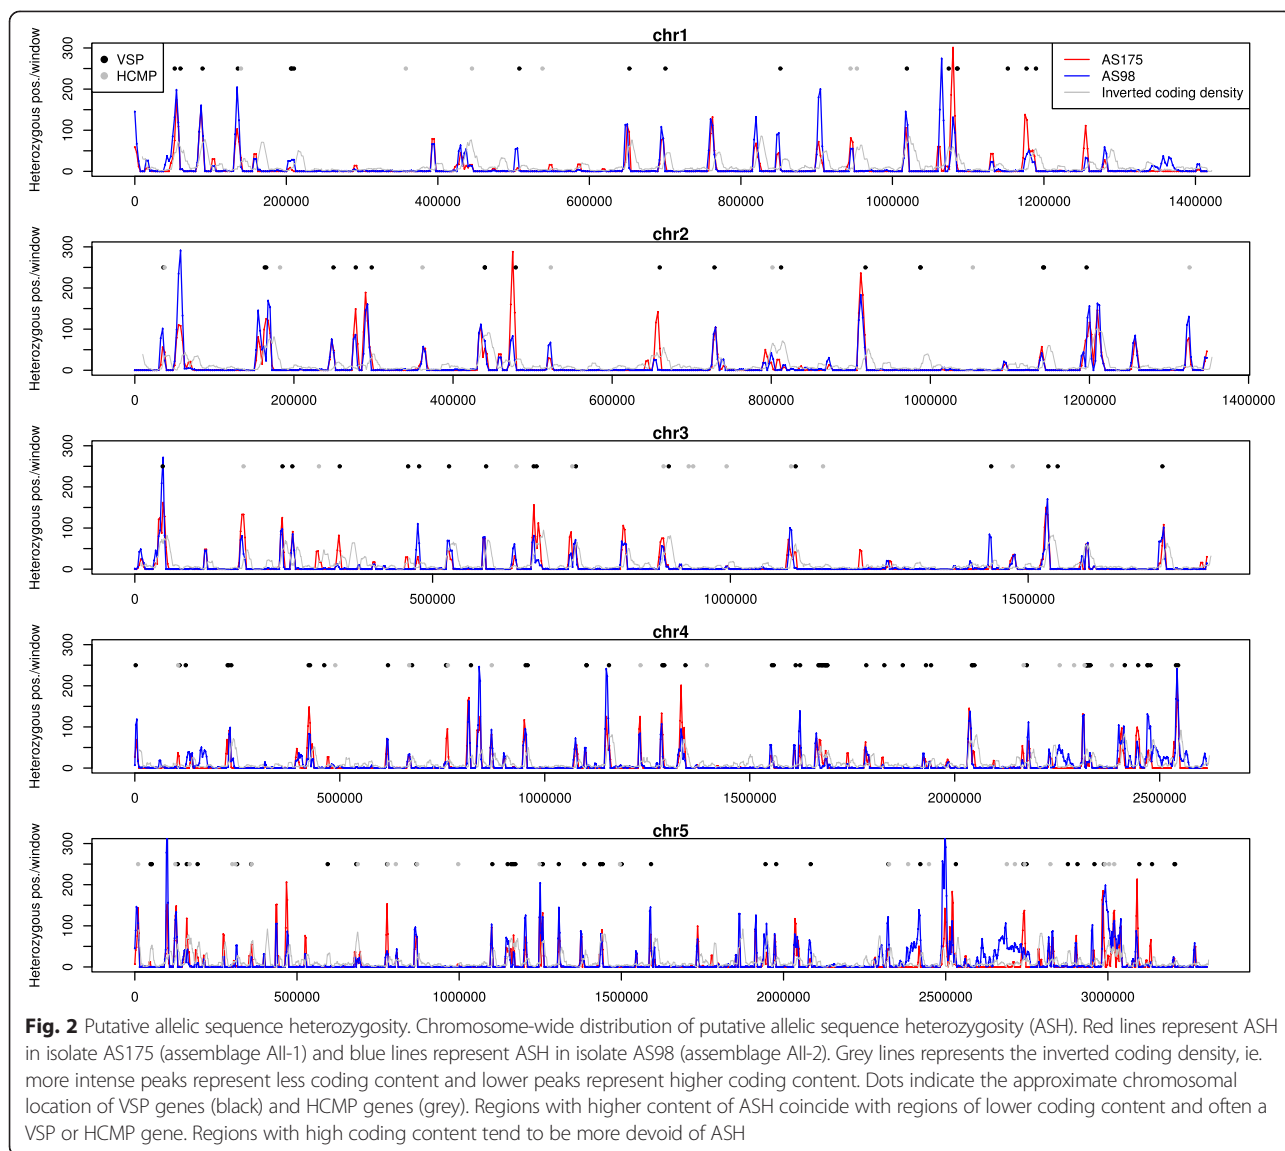 chr1
Heterozygous pos./window
0 100 200 300
VSP
HCMP
AS175
AS98
Inverted coding density
0 200000 400000 600000 800000 1000000 1200000 1400000
chr2
Heterozygous pos./window
0 100 200 300
0 200000 400000 600000 800000 1000000 1200000 1400000
chr3
Heterozygous pos./window
0 100 200 300
0 500000 1000000 1500000
chr4
Heterozygous pos./window
0 100 200 300
0 500000 1000000 1500000 2000000 2500000
chr5
Heterozygous pos./window
0 100 200 300
0 500000 1000000 1500000 2000000 2500000 3000000
Fig. 2 Putative allelic sequence heterozygosity. Chromosome-wide distribution of putative allelic sequence heterozygosity (ASH). Red lines represent ASH
in isolate AS175 (assemblage AII-1) and blue lines represent ASH in isolate AS98 (assemblage AII-2). Grey lines represents the inverted coding density, ie.
more intense peaks represent less coding content and lower peaks represent higher coding content. Dots indicate the approximate chromosomal
location of VSP genes (black) and HCMP genes (grey). Regions with higher content of ASH coincide with regions of lower coding content and often a
VSP or HCMP gene. Regions with high coding content tend to be more devoid of ASH